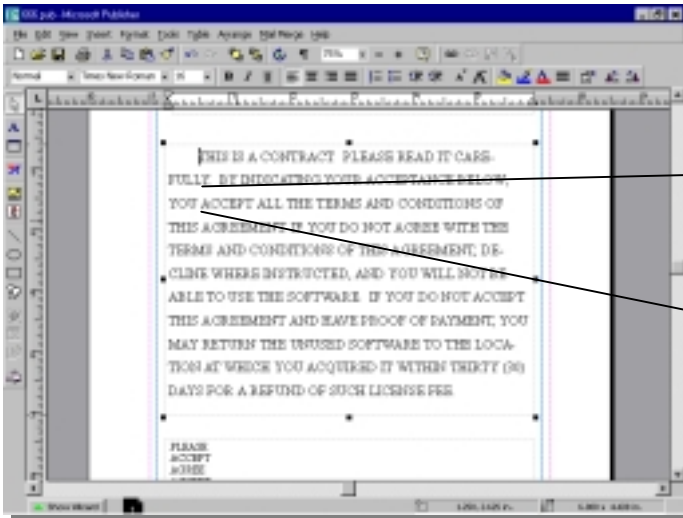 XXX.pub - Microsoft Publisher
File Edit View Insert Format Tools Table Arrange Mail Merge Help
75%
Normal Times New Roman
THIS IS A CONTRACT PLEASE READ IT CARE-
FULLY. BY INDICATING YOUR ACCEPTANCE BELOW,
YOU ACCEPT ALL THE TERMS AND CONDITIONS OF
THIS AGREEMENT. IF YOU DO NOT AGREE WITH THE
TERMS AND CONDITIONS OF THIS AGREEMENT, DE-
CLINE WHERE INSTRUCTED, AND YOU WILL NOT BE
ABLE TO USE THE SOFTWARE. IF YOU DO NOT ACCEPT
THIS AGREEMENT AND HAVE PROOF OF PAYMENT, YOU
MAY RETURN THE UNUSED SOFTWARE TO THE LOCA-
TION AT WHICH YOU ACQUIRED IT WITHIN THIRTY (30)
DAYS FOR A REFUND OF SUCH LICENSE FEE.
PLEASE
ACCEPT
AGREE
Show Wizard